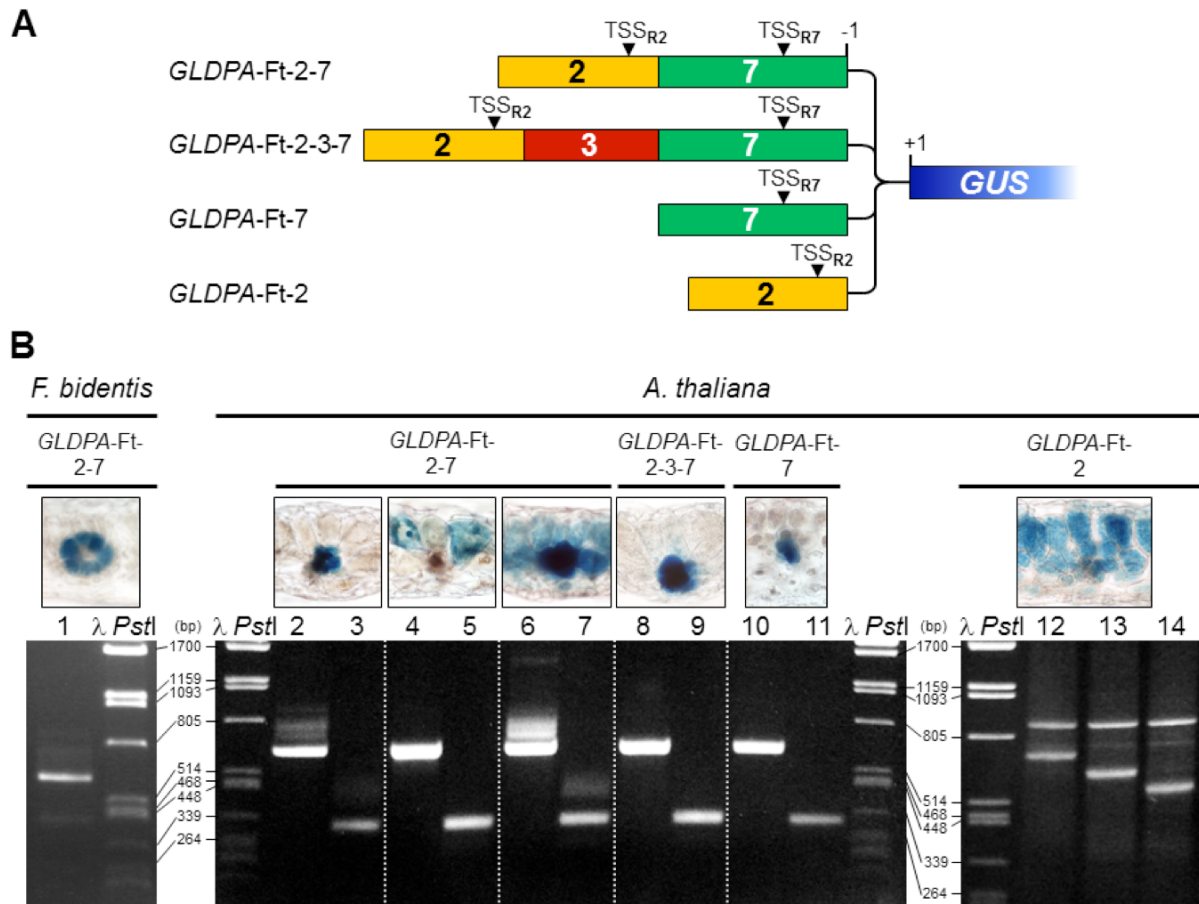 A
GLDPA-Ft-2-7
TSSR2
TSSR7
-1
2
7
GLDPA-Ft-2-3-7
TSSR2
TSSR7
2
3
7
+1
GUS
GLDPA-Ft-7
TSSR7
7
GLDPA-Ft-2
TSSR2
2
B
F. bidentis
A. thaliana
GLDPA-Ft-
2-7
GLDPA-Ft-
2-7
GLDPA-Ft-
2-3-7
GLDPA-Ft-
7
GLDPA-Ft-
2
1 λ PstI (bp) λ PstI 2 3 4 5 6 7 8 9 10 11 λ PstI (bp) λ PstI 12 13 14
1700
1159
1093
805
514
468
448
339
264
1700
1159
1093
805
514
468
448
339
264